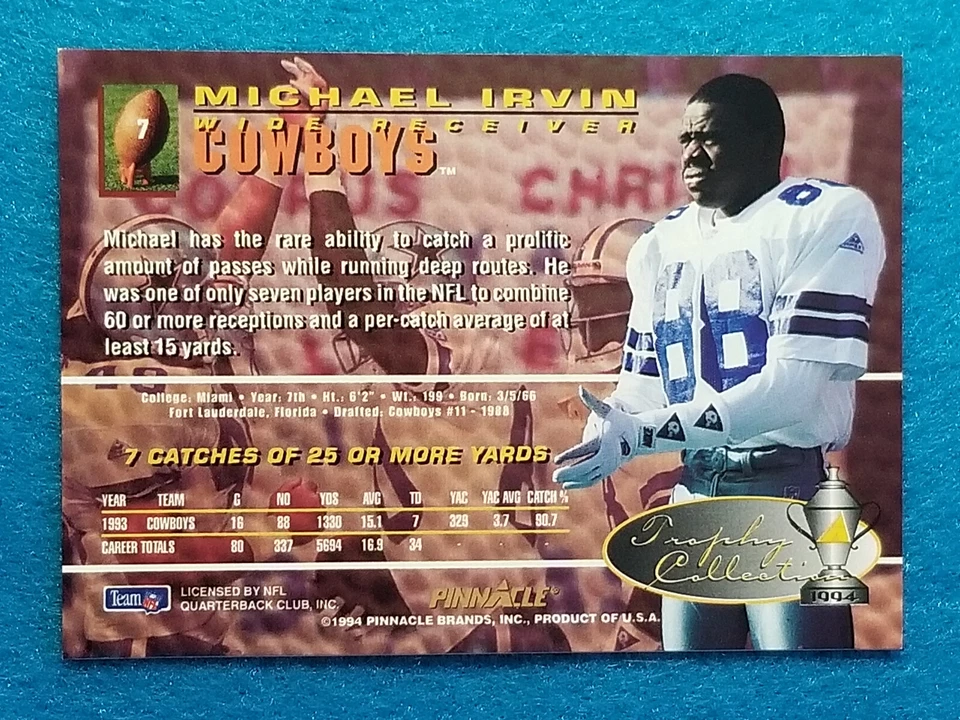 7
MICHAEL IRVIN
WIDE RECEIVER
COWBOYS™
Michael has the rare ability to catch a prolific
amount of passes while running deep routes. He
was one of only seven players in the NFL to combine
60 or more receptions and a per-catch average of at
least 15 yards.
College: Miami • Year: 7th • Ht.: 6'2" • Wt.: 199 • Born: 3/5/66
Fort Lauderdale, Florida • Drafted: Cowboys #11 - 1988
7 CATCHES OF 25 OR MORE YARDS
YEAR TEAM G NO YDS AVG TD YAC YAC AVG CATCH %
1993 COWBOYS 16 88 1330 15.1 7 329 3.7 90.7
CAREER TOTALS 80 337 5694 16.9 34 - - -
Team NFL
LICENSED BY NFL
QUARTERBACK CLUB, INC.
PINNACLE®
©1994 PINNACLE BRANDS, INC., PRODUCT OF U.S.A.
Trophy
Collection
1994
88